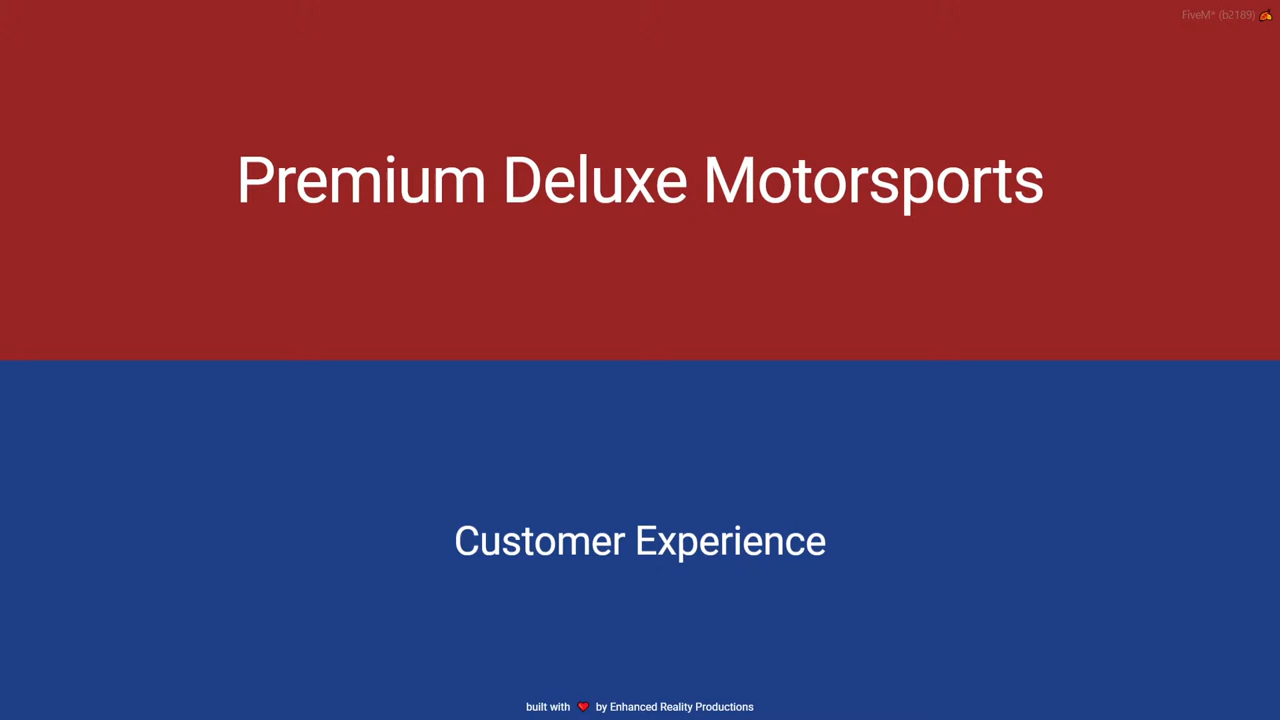 FiveM* (b2189)
Premium Deluxe Motorsports
Customer Experience
built with ❤ by Enhanced Reality Productions